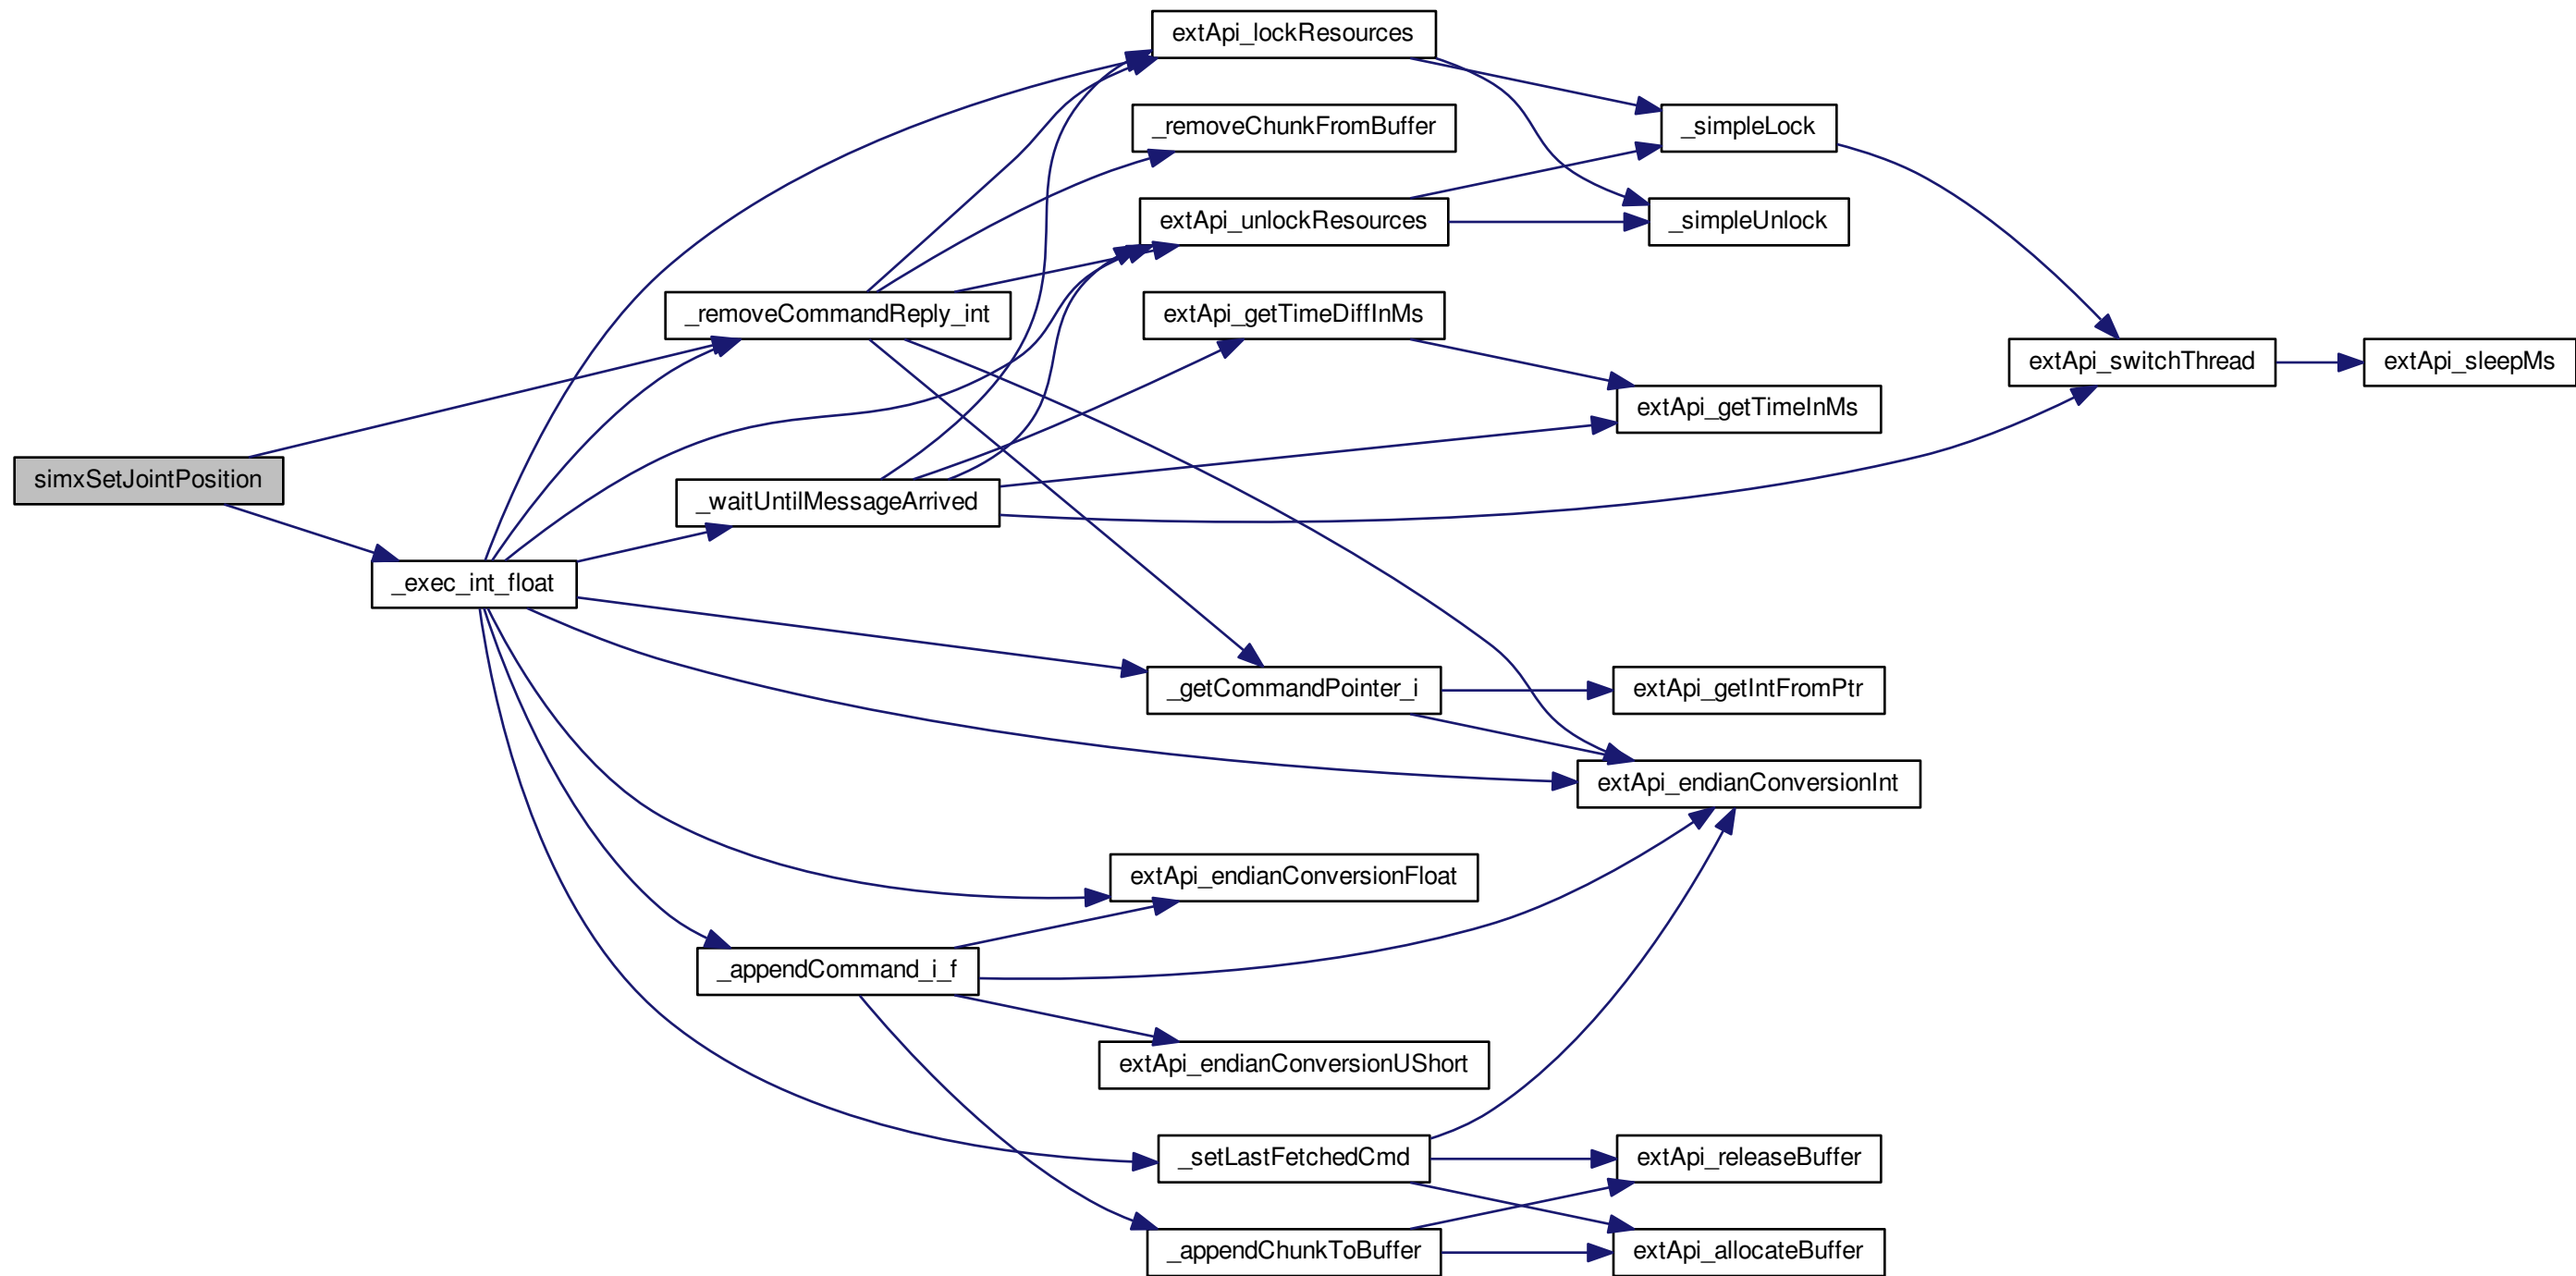 extApi_lockResources
_removeChunkFromBuffer
_simpleLock
extApi_unlockResources
_simpleUnlock
_removeCommandReply_int
extApi_getTimeDiffInMs
extApi_switchThread
extApi_sleepMs
extApi_getTimeInMs
simxSetJointPosition
_waitUntilMessageArrived
_exec_int_float
_getCommandPointer_i
extApi_getIntFromPtr
extApi_endianConversionInt
extApi_endianConversionFloat
_appendCommand_i_f
extApi_endianConversionUShort
_setLastFetchedCmd
extApi_releaseBuffer
_appendChunkToBuffer
extApi_allocateBuffer